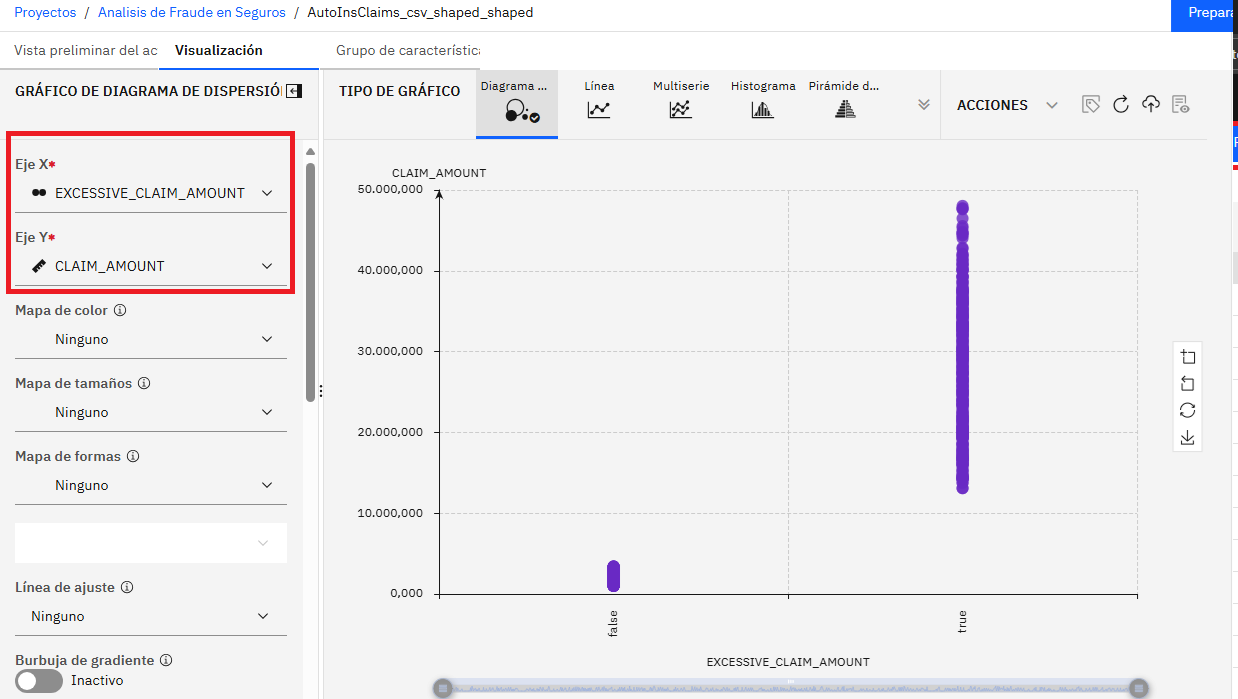 Proyectos / Analisis de Fraude en Seguros / AutoInsClaims_csv_shaped_shaped
Prepara
Vista preliminar del ac
Visualización
Grupo de característica
GRÁFICO DE DIAGRAMA DE DISPERSIÓ
TIPO DE GRÁFICO
Diagrama ...
Línea
Multiserie
Histograma
Pirámide d...
ACCIONES
Eje X*
EXCESSIVE_CLAIM_AMOUNT
Eje Y*
CLAIM_AMOUNT
Mapa de color
Ninguno
Mapa de tamaños
Ninguno
Mapa de formas
Ninguno
Línea de ajuste
Ninguno
Burbuja de gradiente
Inactivo
CLAIM_AMOUNT
50.000,000
40.000,000
30.000,000
20.000,000
10.000,000
0,000
false
true
EXCESSIVE_CLAIM_AMOUNT